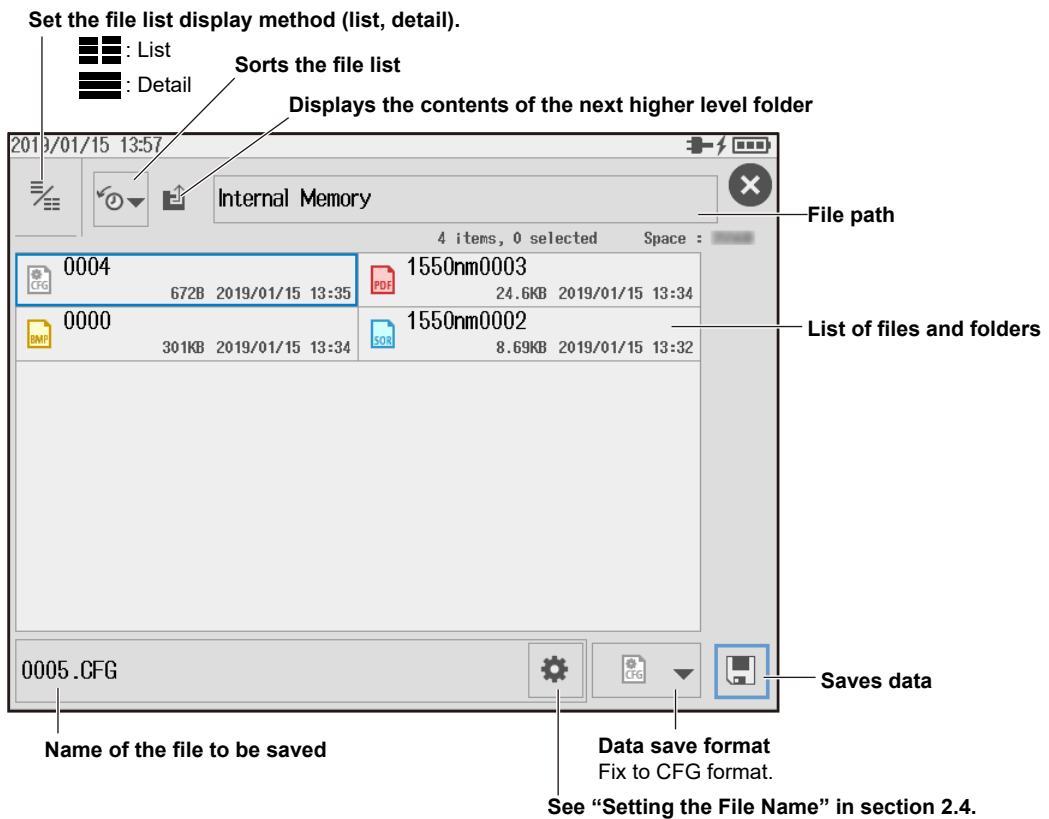 Set the file list display method (list, detail).
: List
: Detail
Sorts the file list
Displays the contents of the next higher level folder
2019/01/15 13:57
Internal Memory
File path
4 items, 0 selected Space :
CFG 0004
672B 2019/01/15 13:35
PDF 1550nm0003
24.6KB 2019/01/15 13:34
BMP 0000
301KB 2019/01/15 13:34
SOR 1550nm0002
8.69KB 2019/01/15 13:32
List of files and folders
0005.CFG
CFG
Saves data
Name of the file to be saved
Data save format
Fix to CFG format.
See “Setting the File Name” in section 2.4.